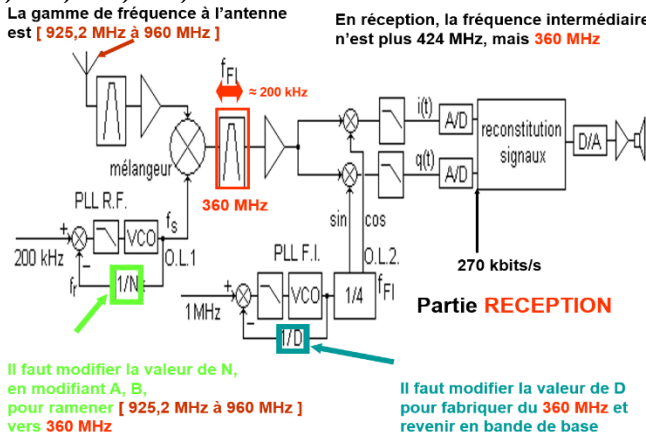 La gamme de fréquence à l'antenne
est [ 925,2 MHz à 960 MHz ]
En réception, la fréquence intermédiaire
n'est plus 424 MHz, mais 360 MHz
fFI
≈ 200 kHz
mélangeur
360 MHz
i(t)
A/D
q(t)
A/D
reconstitution
signaux
D/A
270 kbits/s
sin
cos
PLL R.F.
fs
200 kHz
+
−
VCO
O.L.1
fr
1/N
PLL F.I.
O.L.2.
1MHz
+
−
VCO
1/4
fFI
1/D
Partie RECEPTION
Il faut modifier la valeur de N,
en modifiant A, B,
pour ramener [ 925,2 MHz à 960 MHz ]
vers 360 MHz
Il faut modifier la valeur de D
pour fabriquer du 360 MHz et
revenir en bande de base